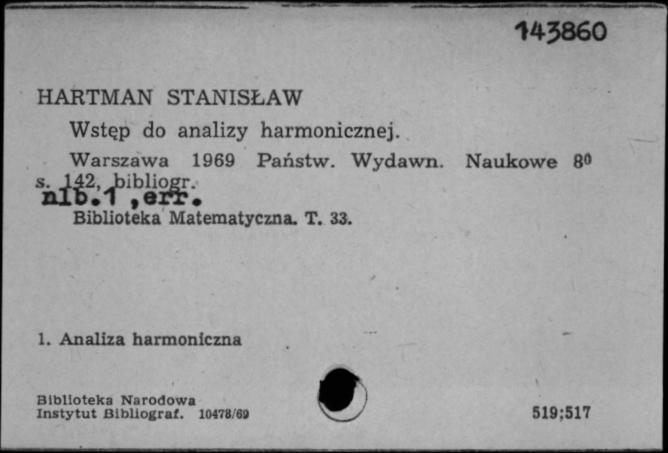 143860
HARTMAN STANISŁAW
Wstęp do analizy harmonicznej.
Warszawa 1969 Państw. Wydawn. Naukowe 8⁰
s. 142, bibliogr.
nlb.1 ,err.
Biblioteka Matematyczna. T. 33.
1. Analiza harmoniczna
Biblioteka Narodowa
Instytut Bibliograf. 10478/69
519;517